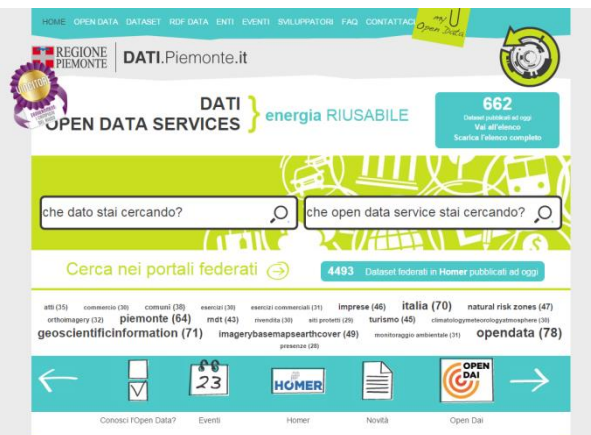 HOME OPEN DATA DATASET RDF DATA ENTI EVENTI SVILUPPATORI FAQ CONTATTACI
my U
Open Data
REGIONE
PIEMONTE
DATI.Piemonte.it
DATI
OPEN DATA SERVICES
} energia RIUSABILE
662
Dataset pubblicati ad oggi
Vai all'elenco
Scarica l'elenco completo
che dato stai cercando?
che open data service stai cercando?
Cerca nei portali federati
4493 Dataset federati in Homer pubblicati ad oggi
atti (35) commercio (30) comuni (38) esercizi (30) esercizi commerciali (31) imprese (46) italia (70) natural risk zones (47)
orthoimagery (32) piemonte (64) mdt (43) rivendita (30) siti protetti (29) turismo (45) climatologymeteorologyatmosphere (30)
geoscientificinformation (71) imagerybasemapsearthcover (49) monitoraggio ambientale (31) opendata (78)
presenze (28)
23
HOMER
OPEN
DAI
Conosci l'Open Data? Eventi Homer Novità Open Dai